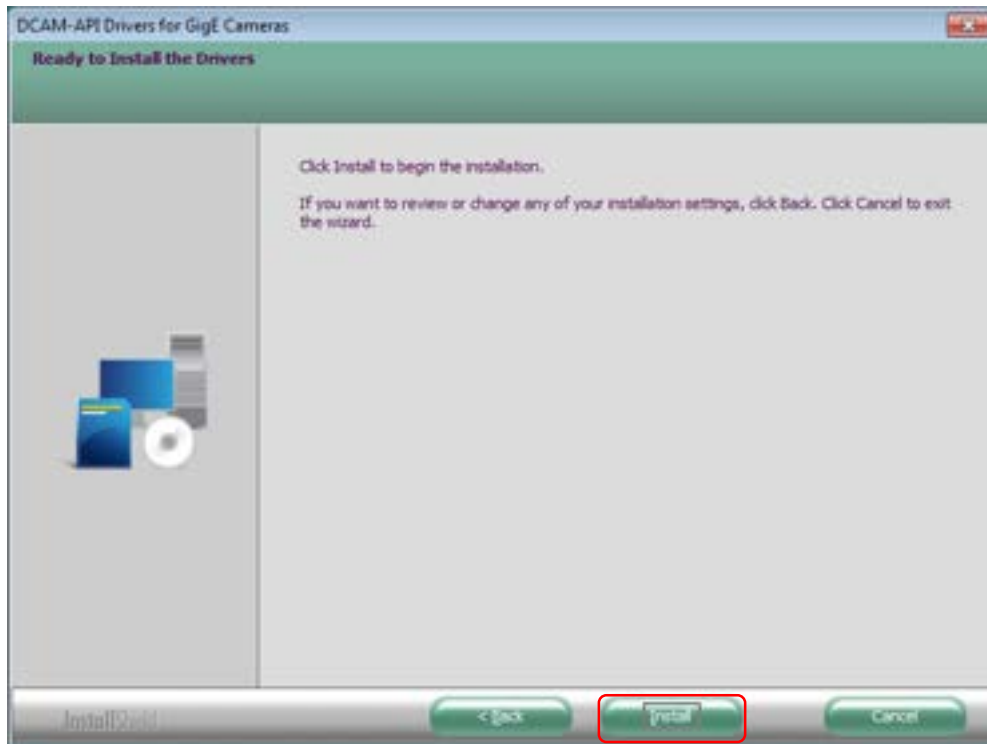 DCAM-API Drivers for GigE Cameras
Ready to Install the Drivers
Click Install to begin the installation.
If you want to review or change any of your installation settings, click Back. Click Cancel to exit
the wizard.
InstallShield
< Back
Install
Cancel